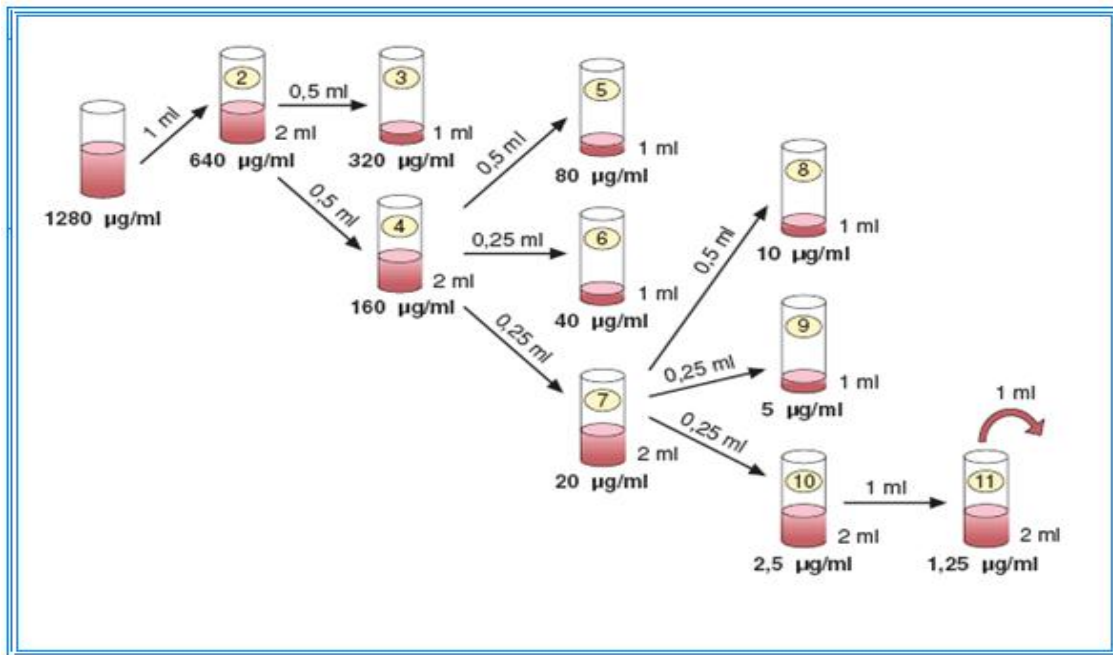 1280 µg/ml
1 ml
2
2 ml
640 µg/ml
0,5 ml
3
1 ml
320 µg/ml
0,5 ml
4
2 ml
160 µg/ml
0,5 ml
5
1 ml
80 µg/ml
0,25 ml
6
1 ml
40 µg/ml
0,25 ml
7
2 ml
20 µg/ml
0,5 ml
8
1 ml
10 µg/ml
0,25 ml
9
1 ml
5 µg/ml
0,25 ml
10
2 ml
2,5 µg/ml
1 ml
11
2 ml
1,25 µg/ml
1 ml